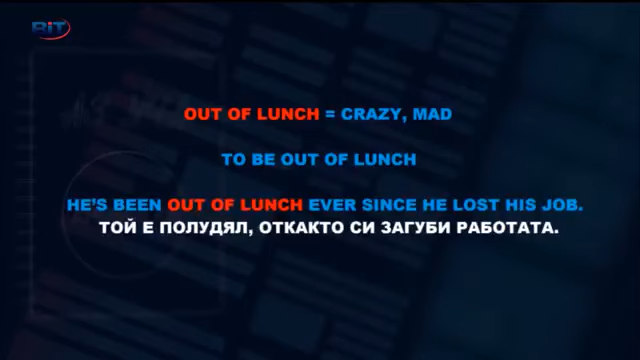 BiT
OUT OF LUNCH = CRAZY, MAD
TO BE OUT OF LUNCH
HE'S BEEN OUT OF LUNCH EVER SINCE HE LOST HIS JOB.
ТОЙ Е ПОЛУДЯЛ, ОТКАКТО СИ ЗАГУБИ РАБОТАТА.